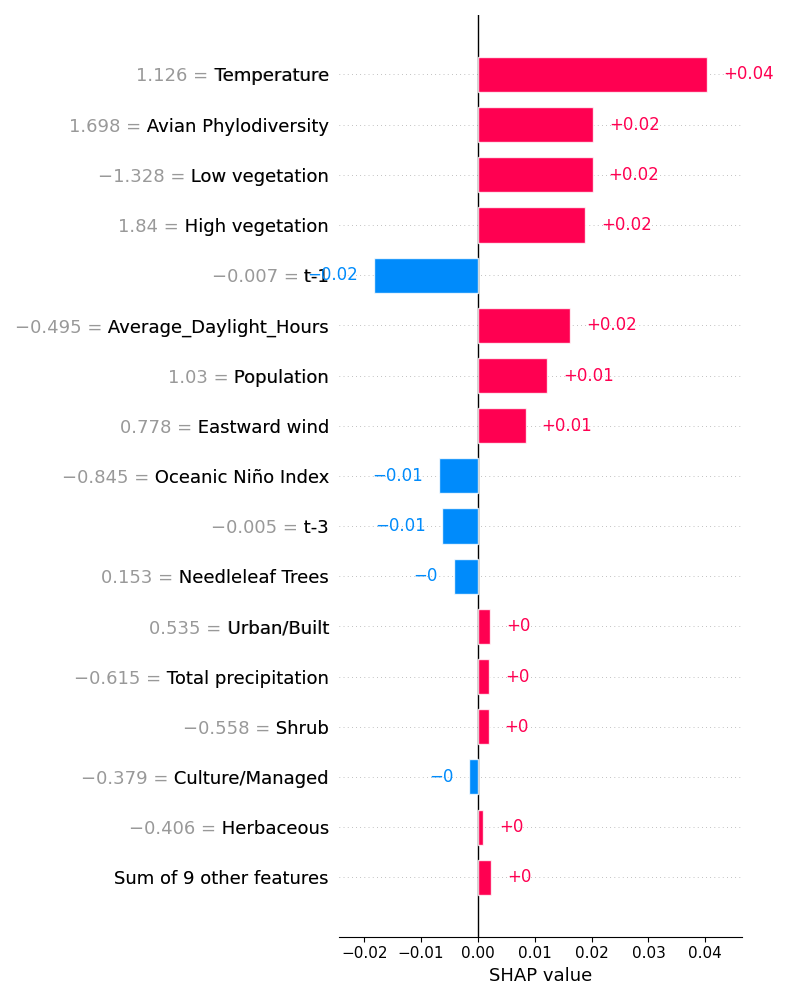 1.126 = Temperature +0.04
1.698 = Avian Phylodiversity +0.02
−1.328 = Low vegetation +0.02
1.84 = High vegetation +0.02
−0.007 = t-1 −0.02
−0.495 = Average_Daylight_Hours +0.02
1.03 = Population +0.01
0.778 = Eastward wind +0.01
−0.845 = Oceanic Niño Index −0.01
−0.005 = t-3 −0.01
0.153 = Needleleaf Trees −0
0.535 = Urban/Built +0
−0.615 = Total precipitation +0
−0.558 = Shrub +0
−0.379 = Culture/Managed −0
−0.406 = Herbaceous +0
Sum of 9 other features +0
−0.02 −0.01 0.00 0.01 0.02 0.03 0.04
SHAP value